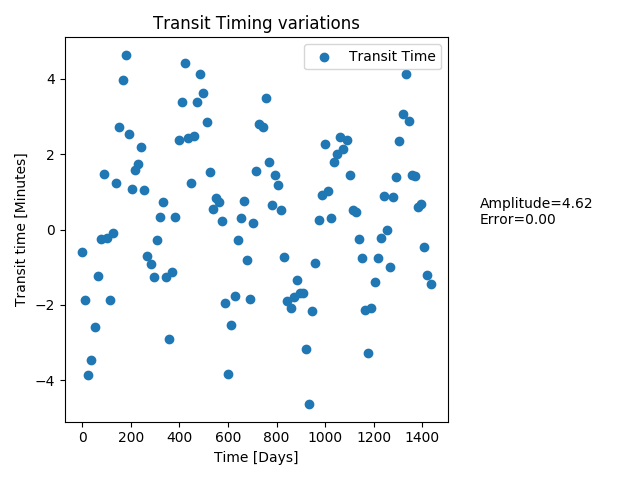 Transit Timing variations
Transit Time
Transit time [Minutes]
4
2
0
−2
−4
0 200 400 600 800 1000 1200 1400
Time [Days]
Amplitude=4.62
Error=0.00